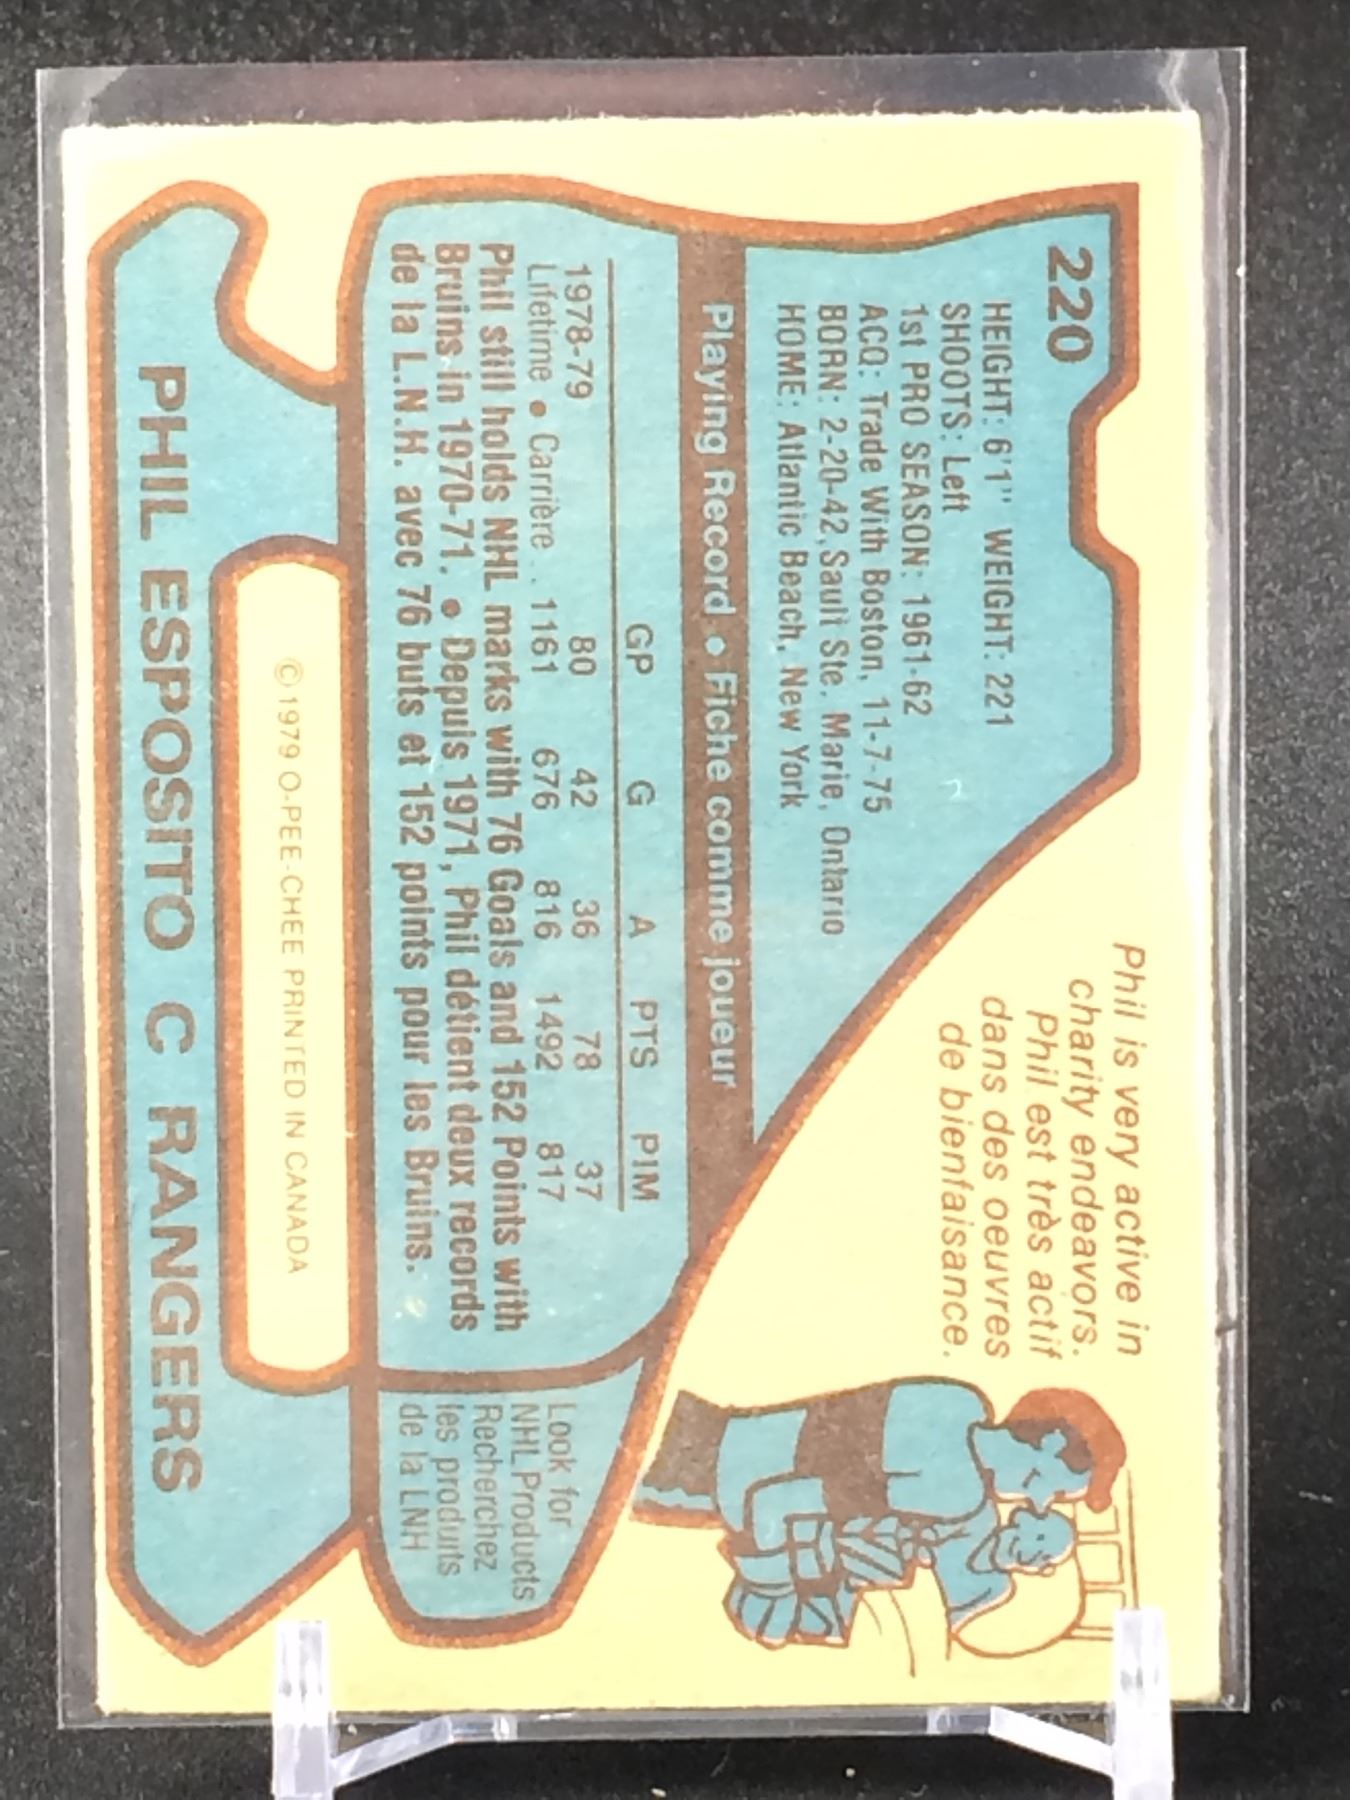 220
HEIGHT: 6'1" WEIGHT: 221
SHOOTS: Left
1st PRO SEASON: 1961-62
ACQ: Trade With Boston, 11-7-75
BORN: 2-20-42, Sault Ste. Marie, Ontario
HOME: Atlantic Beach, New York
Phil is very active in
charity endeavors.
Phil est très actif
dans des oeuvres
de bienfaisance.
Playing Record • Fiche comme joueur
GP G A PTS PIM
1978-79 80 42 36 78 37
Lifetime • Carrière . . 1161 676 816 1492 817
Phil still holds NHL marks with 76 Goals and 152 Points with
Bruins in 1970-71. • Depuis 1971, Phil détient deux records
de la L.N.H. avec 76 buts et 152 points pour les Bruins.
Look for
NHL Products
Recherchez
les produits
de la LNH
©1979 O-PEE-CHEE PRINTED IN CANADA
PHIL ESPOSITO C RANGERS